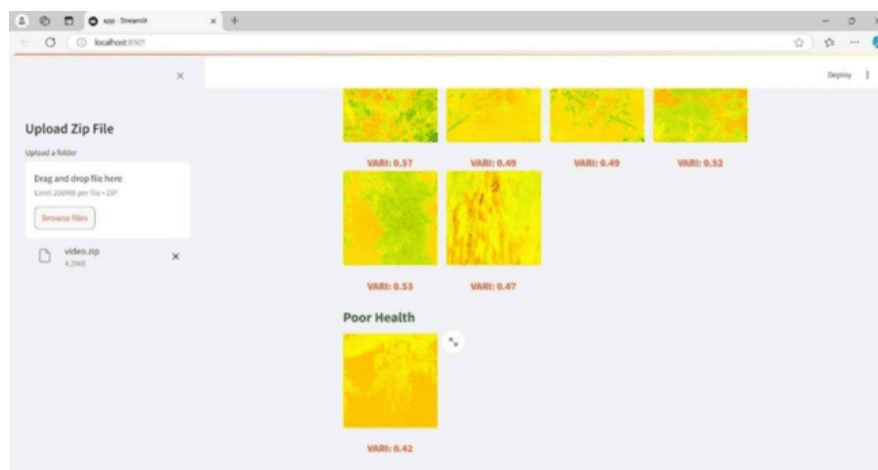 app - Streamlit
localhost:8501
Deploy
Upload Zip File
Upload a folder
Drag and drop file here
Limit 200MB per file • ZIP
Browse files
video.zip
4.2MB
VARI: 0.57 VARI: 0.49 VARI: 0.49 VARI: 0.52
VARI: 0.53 VARI: 0.47
Poor Health
VARI: 0.42